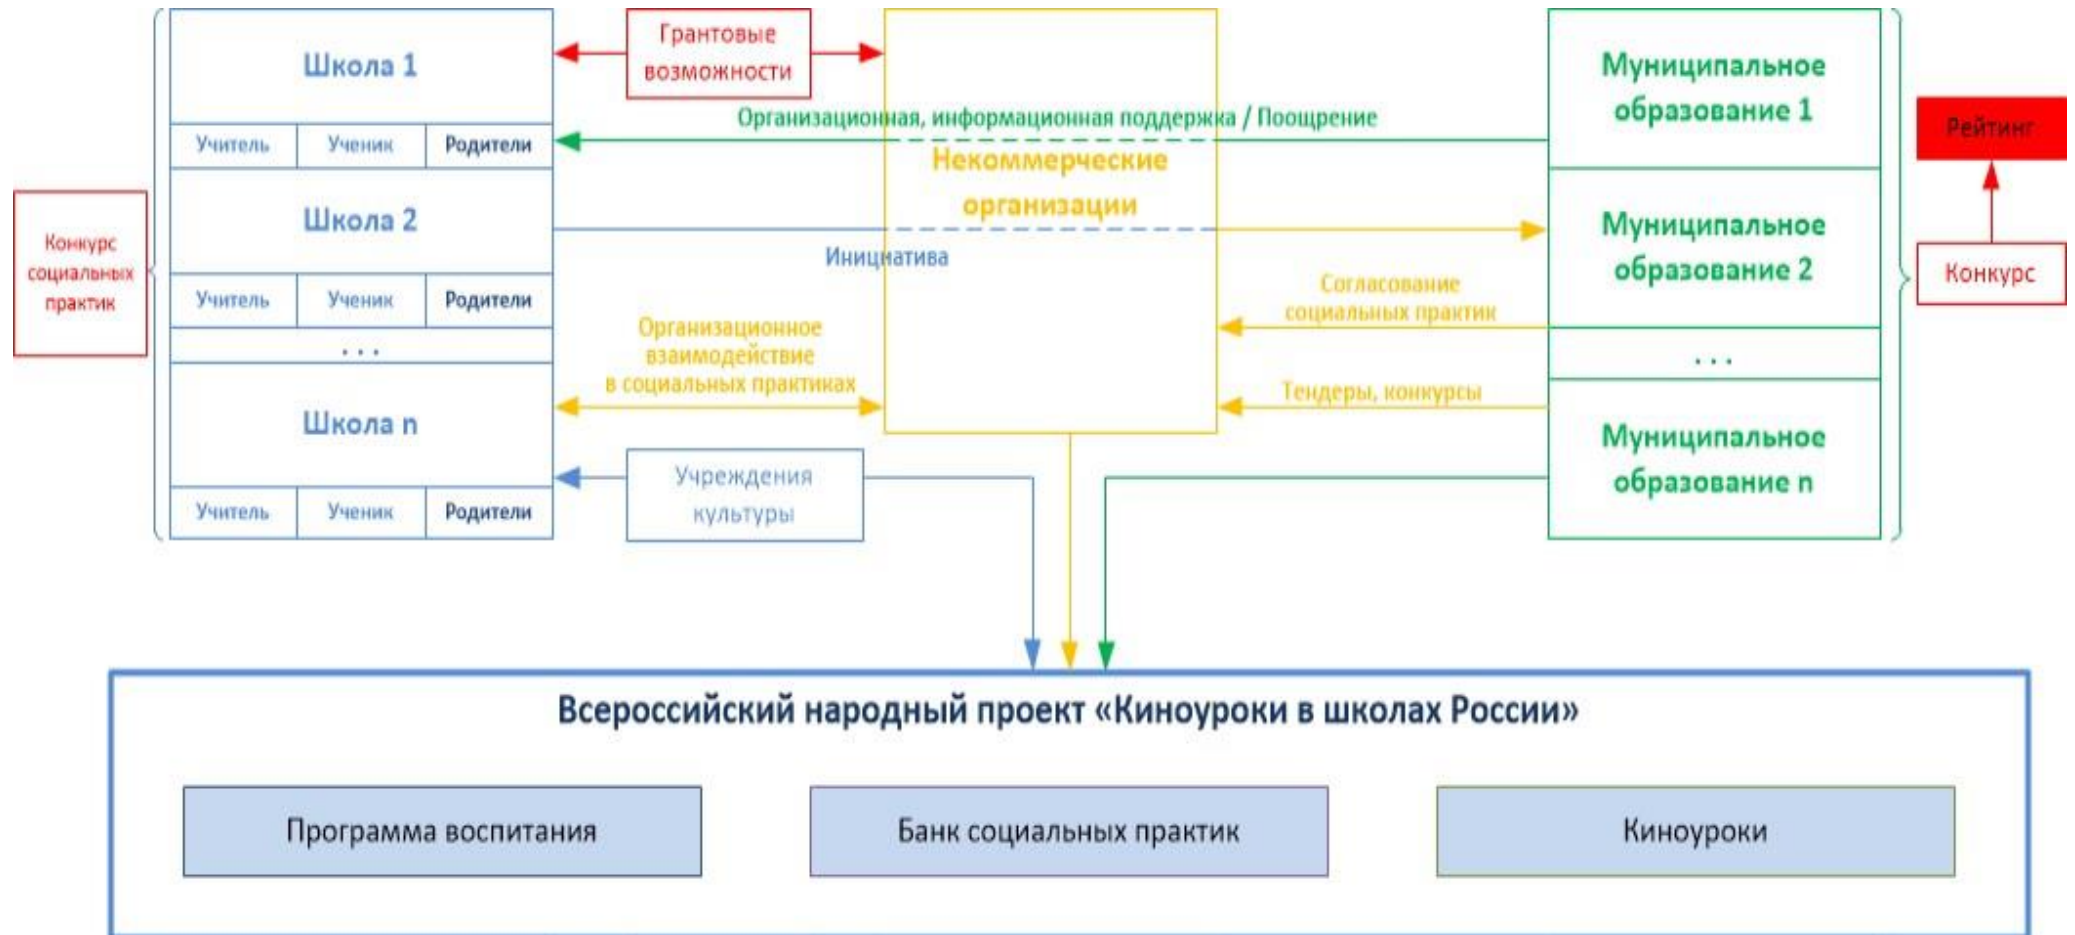 Школа 1
Учитель
Ученик
Родители
Школа 2
Учитель
Ученик
Родители
...
Школа n
Учитель
Ученик
Родители
Конкурс
социальных
практик
Грантовые
возможности
Организационная, информационная поддержка / Поощрение
Некоммерческие
организации
Инициатива
Организационное
взаимодействие
в социальных практиках
Учреждения
культуры
Согласование
социальных практик
Тендеры, конкурсы
Муниципальное
образование 1
Муниципальное
образование 2
...
Муниципальное
образование n
Рейтинг
Конкурс
Всероссийский народный проект «Киноуроки в школах России»
Программа воспитания
Банк социальных практик
Киноуроки